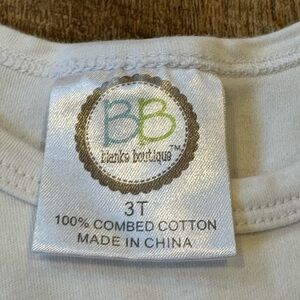 BB
blanks boutique™
3T
100% COMBED COTTON
MADE IN CHINA